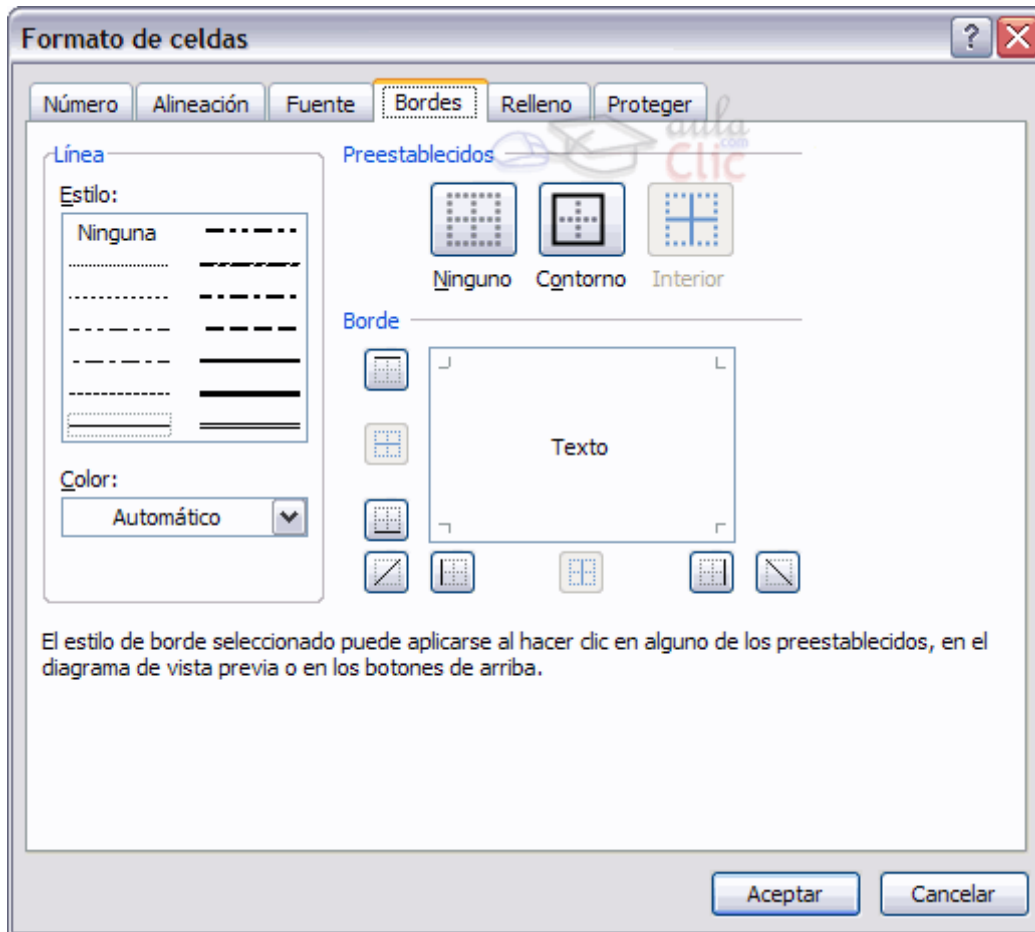 Formato de celdas
?
Número Alineación Fuente Bordes Relleno Proteger
aula
.com
Clic
Línea
Estilo:
Ninguna
Color:
Automático
Preestablecidos
Ninguno Contorno Interior
Borde
Texto
El estilo de borde seleccionado puede aplicarse al hacer clic en alguno de los preestablecidos, en el
diagrama de vista previa o en los botones de arriba.
Aceptar Cancelar